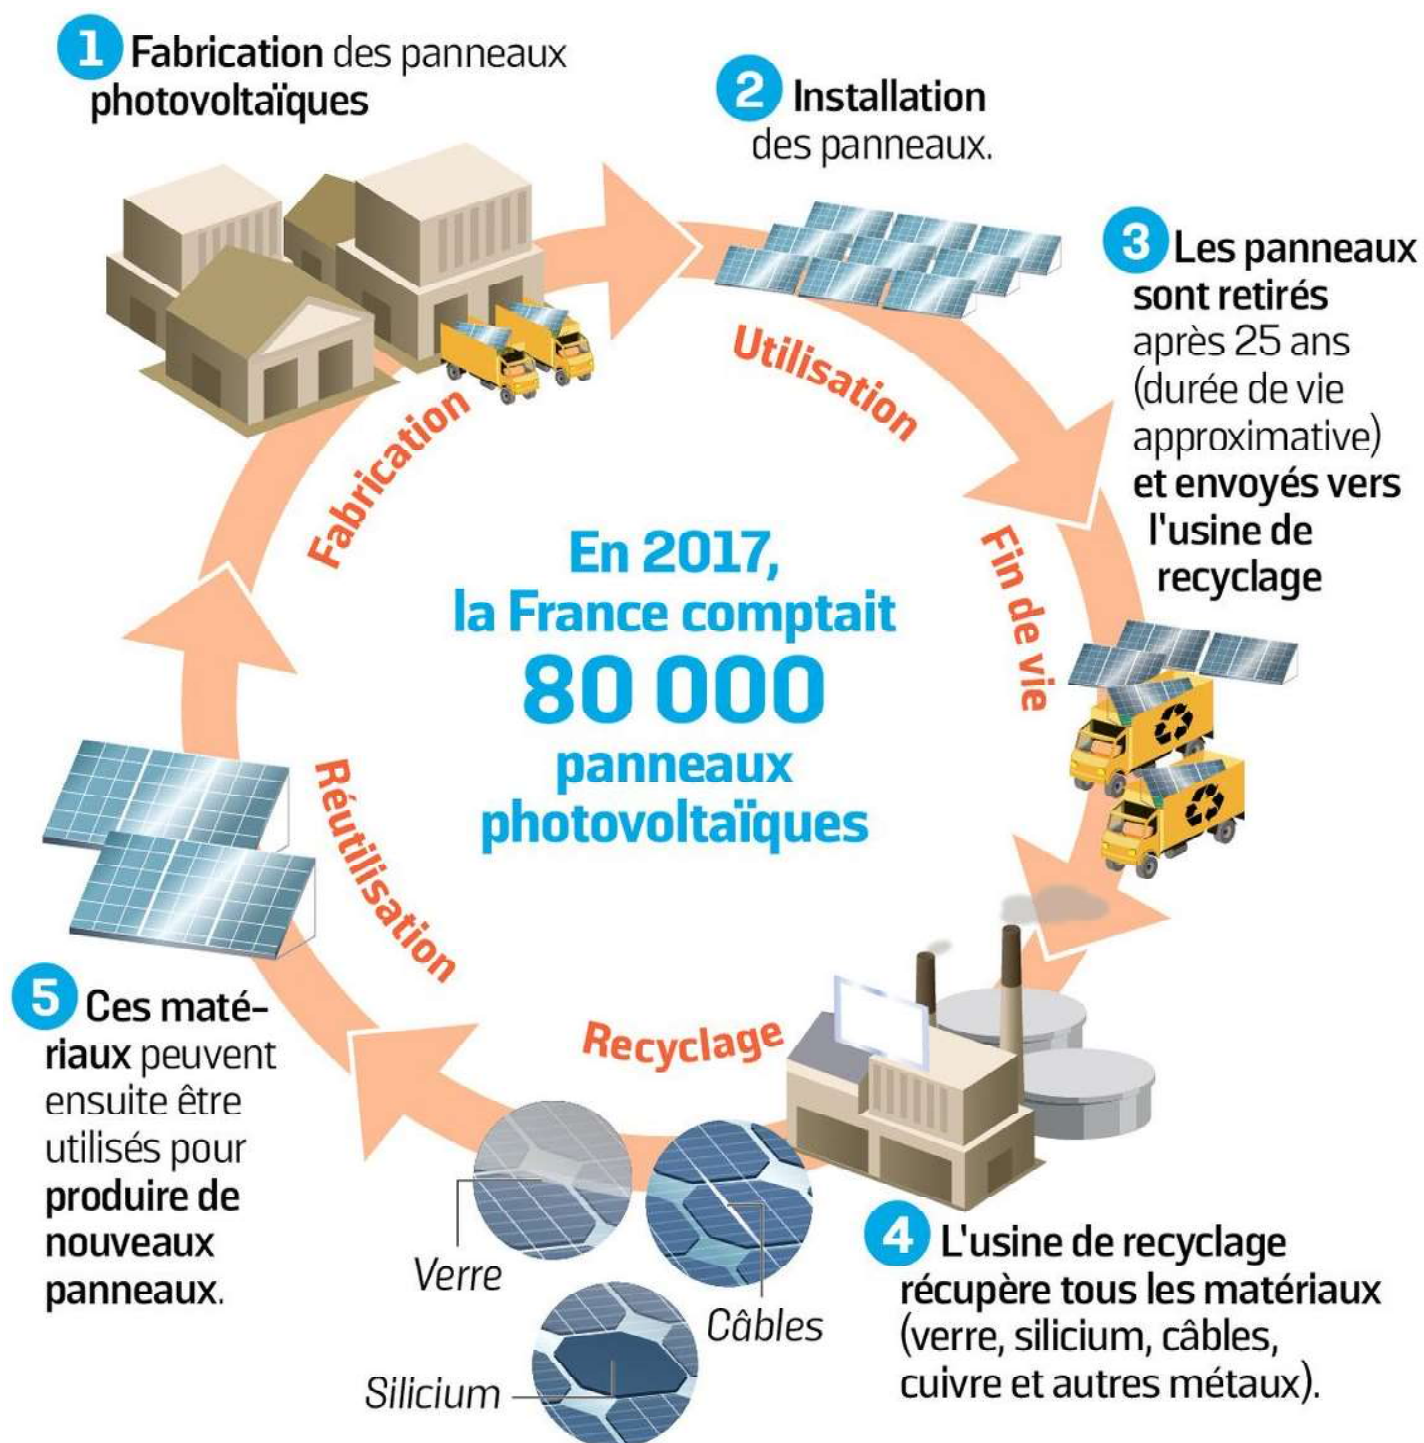 1 Fabrication des panneaux
photovoltaïques
2 Installation
des panneaux.
3 Les panneaux
sont retirés
après 25 ans
(durée de vie
approximative)
et envoyés vers
l'usine de
recyclage
Utilisation
Fabrication
Fin de vie
En 2017,
la France comptait
80 000
panneaux
photovoltaïques
Réutilisation
Recyclage
5 Ces maté-
riaux peuvent
ensuite être
utilisés pour
produire de
nouveaux
panneaux.
Verre
Câbles
Silicium
4 L'usine de recyclage
récupère tous les matériaux
(verre, silicium, câbles,
cuivre et autres métaux).